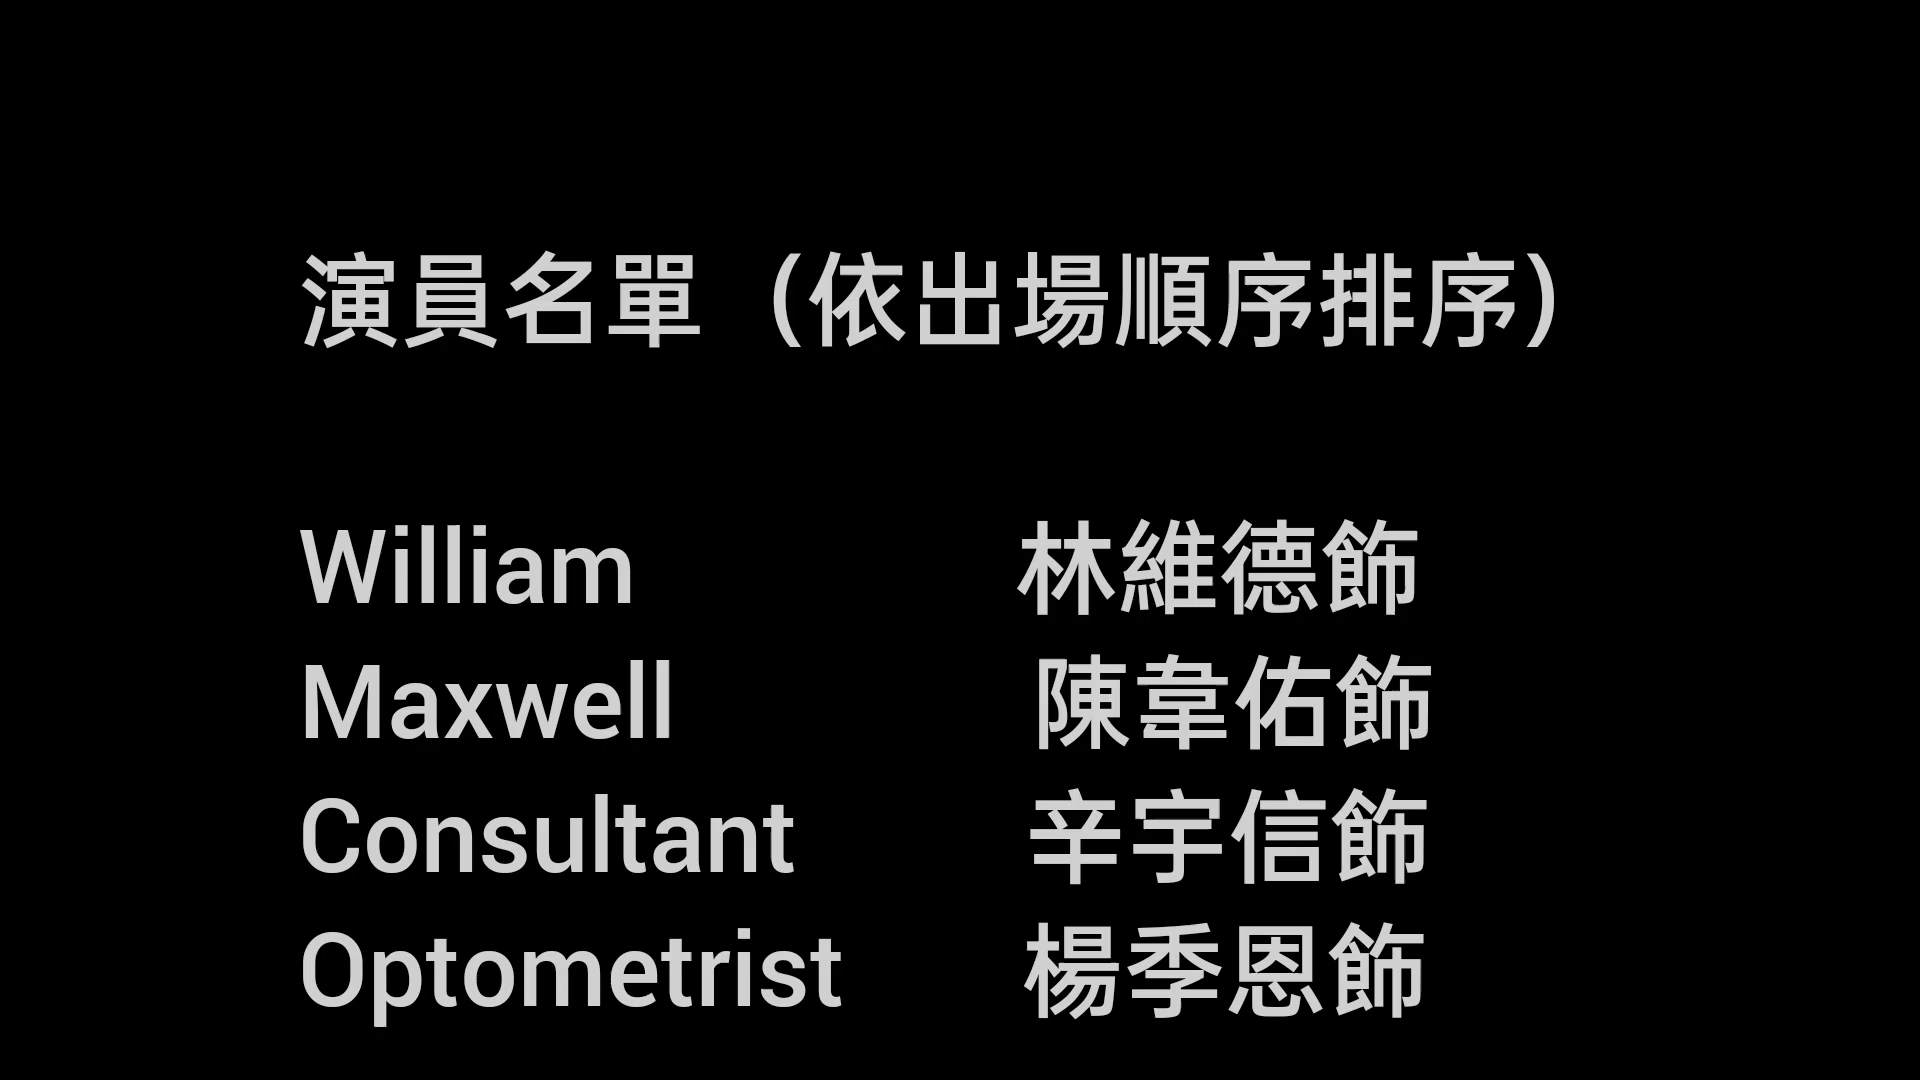 演員名單（依出場順序排序）
William 林維德飾
Maxwell 陳韋佑飾
Consultant 辛宇信飾
Optometrist 楊季恩飾